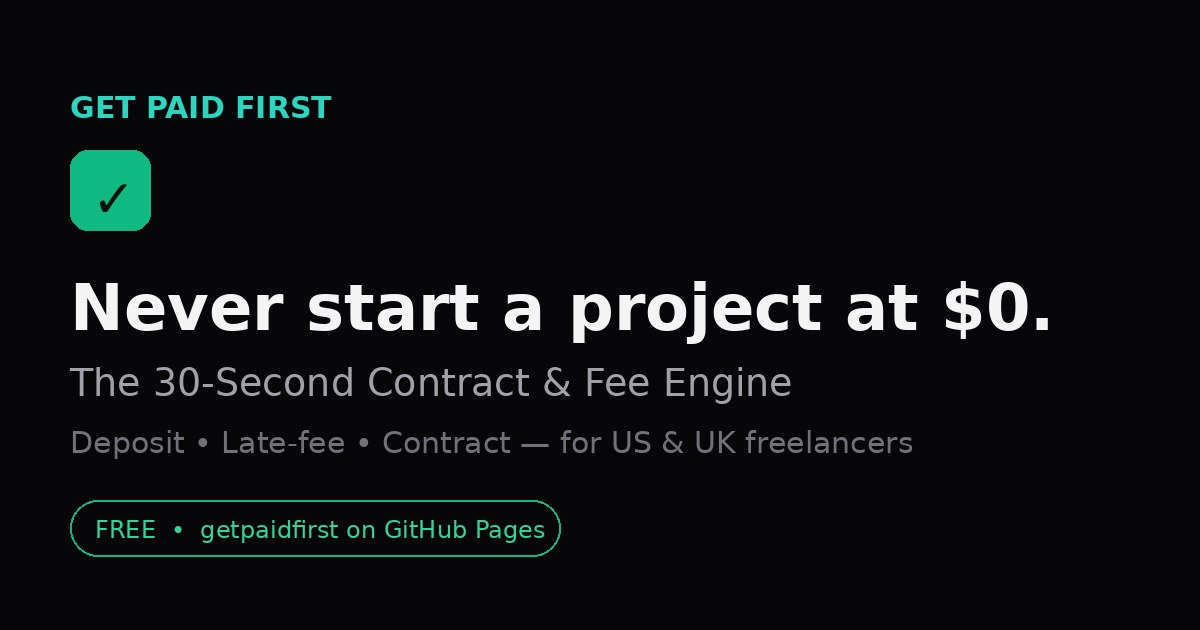 GET PAID FIRST
✓
Never start a project at $0.
The 30-Second Contract & Fee Engine
Deposit • Late-fee • Contract — for US & UK freelancers
FREE • getpaidfirst on GitHub Pages